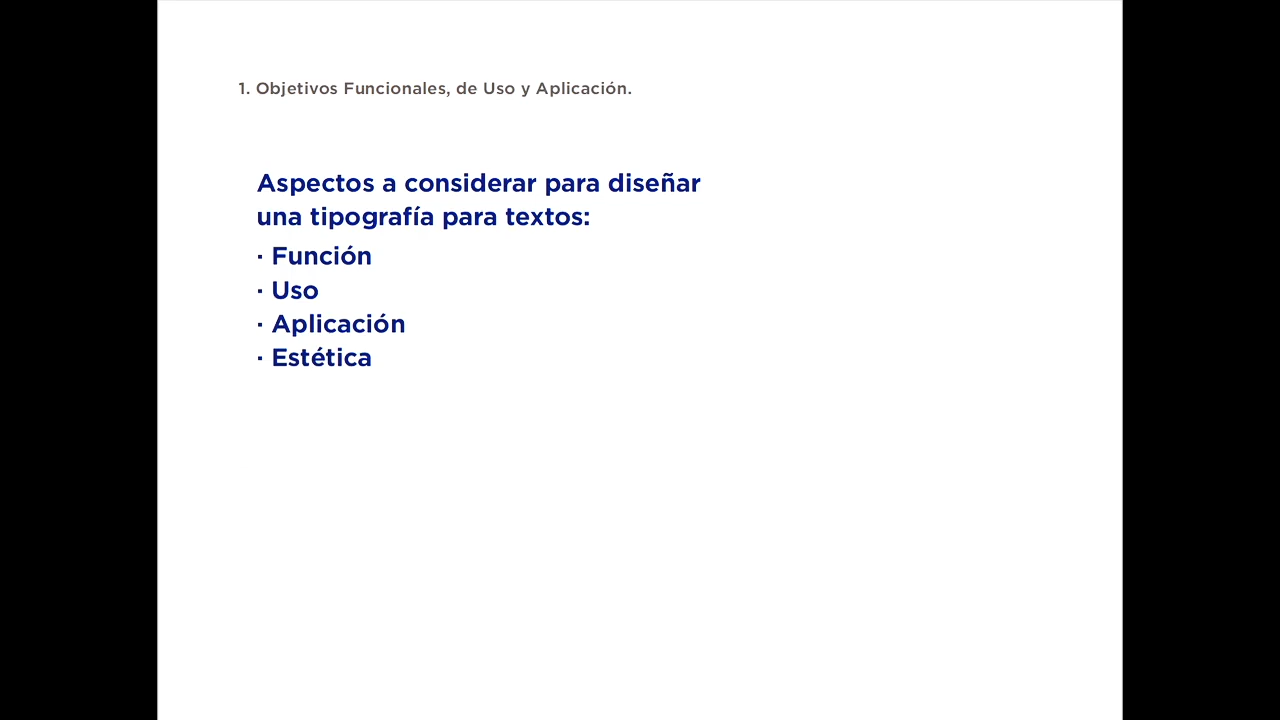 1. Objetivos Funcionales, de Uso y Aplicación.
Aspectos a considerar para diseñar
una tipografía para textos:
· Función
· Uso
· Aplicación
· Estética